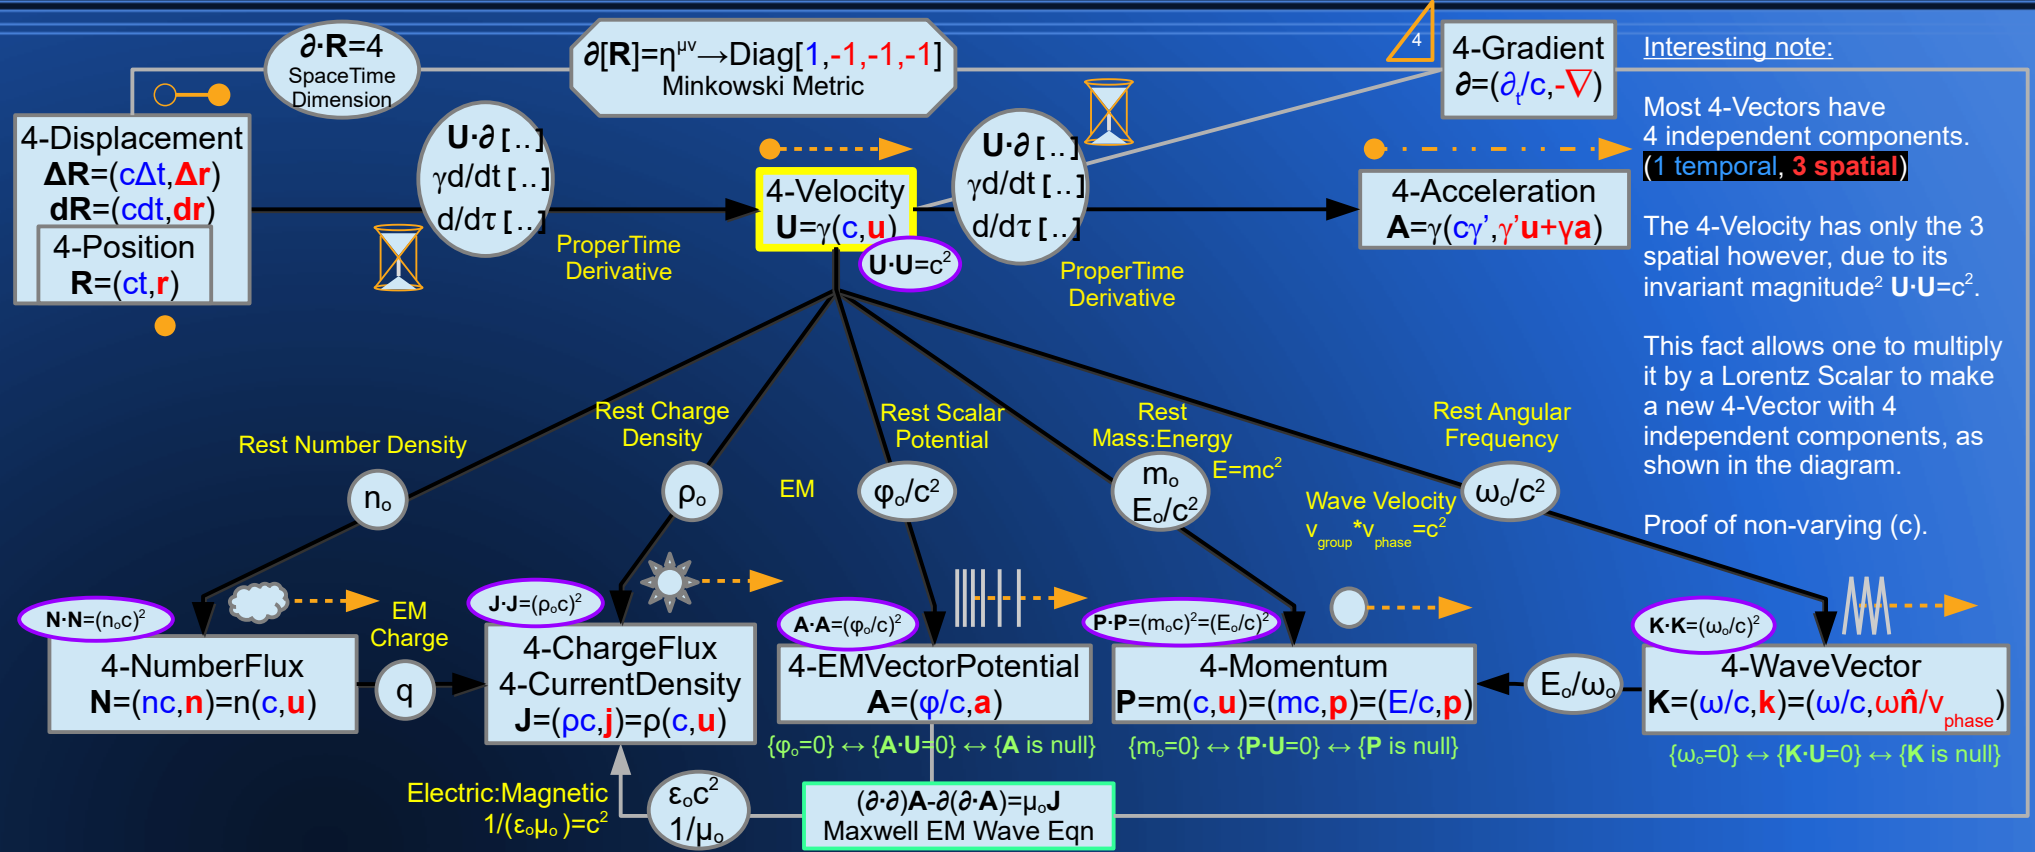 ∂·R=4
SpaceTime
Dimension
∂[R]=η^μν→Diag[1,-1,-1,-1]
Minkowski Metric
4
4-Gradient
∂=(∂ₜ/c,-∇)
Interesting note:
Most 4-Vectors have
4 independent components.
(1 temporal, 3 spatial)
The 4-Velocity has only the 3
spatial however, due to its
invariant magnitude² U·U=c².
This fact allows one to multiply
it by a Lorentz Scalar to make
a new 4-Vector with 4
independent components, as
shown in the diagram.
Proof of non-varying (c).
4-Displacement
ΔR=(cΔt,Δr)
dR=(cdt,dr)
4-Position
R=(ct,r)
U·∂[..]
γd/dt[..]
d/dτ[..]
ProperTime
Derivative
4-Velocity
U=γ(c,u)
U·U=c²
U·∂[..]
γd/dt[..]
d/dτ[..]
ProperTime
Derivative
4-Acceleration
A=γ(cγ',γ'u+γa)
Rest Number Density
nₒ
Rest Charge
Density
ρₒ
EM
Rest Scalar
Potential
φₒ/c²
Rest
Mass:Energy
mₒ
Eₒ/c²
E=mc²
Wave Velocity
v_group*v_phase=c²
Rest Angular
Frequency
ωₒ/c²
N·N=(nₒc)²
4-NumberFlux
N=(nc,n)=n(c,u)
EM
Charge
q
J·J=(ρₒc)²
4-ChargeFlux
4-CurrentDensity
J=(ρc,j)=ρ(c,u)
A·A=(φₒ/c)²
4-EMVectorPotential
A=(φ/c,a)
{φₒ=0} ↔ {A·U=0} ↔ {A is null}
P·P=(mₒc)²=(Eₒ/c)²
4-Momentum
P=m(c,u)=(mc,p)=(E/c,p)
{mₒ=0} ↔ {P·U=0} ↔ {P is null}
Eₒ/ωₒ
K·K=(ωₒ/c)²
4-WaveVector
K=(ω/c,k)=(ω/c,ωn̂/v_phase)
{ωₒ=0} ↔ {K·U=0} ↔ {K is null}
Electric:Magnetic
1/(εₒμₒ)=c²
εₒc²
1/μₒ
(∂·∂)A-∂(∂·A)=μₒJ
Maxwell EM Wave Eqn